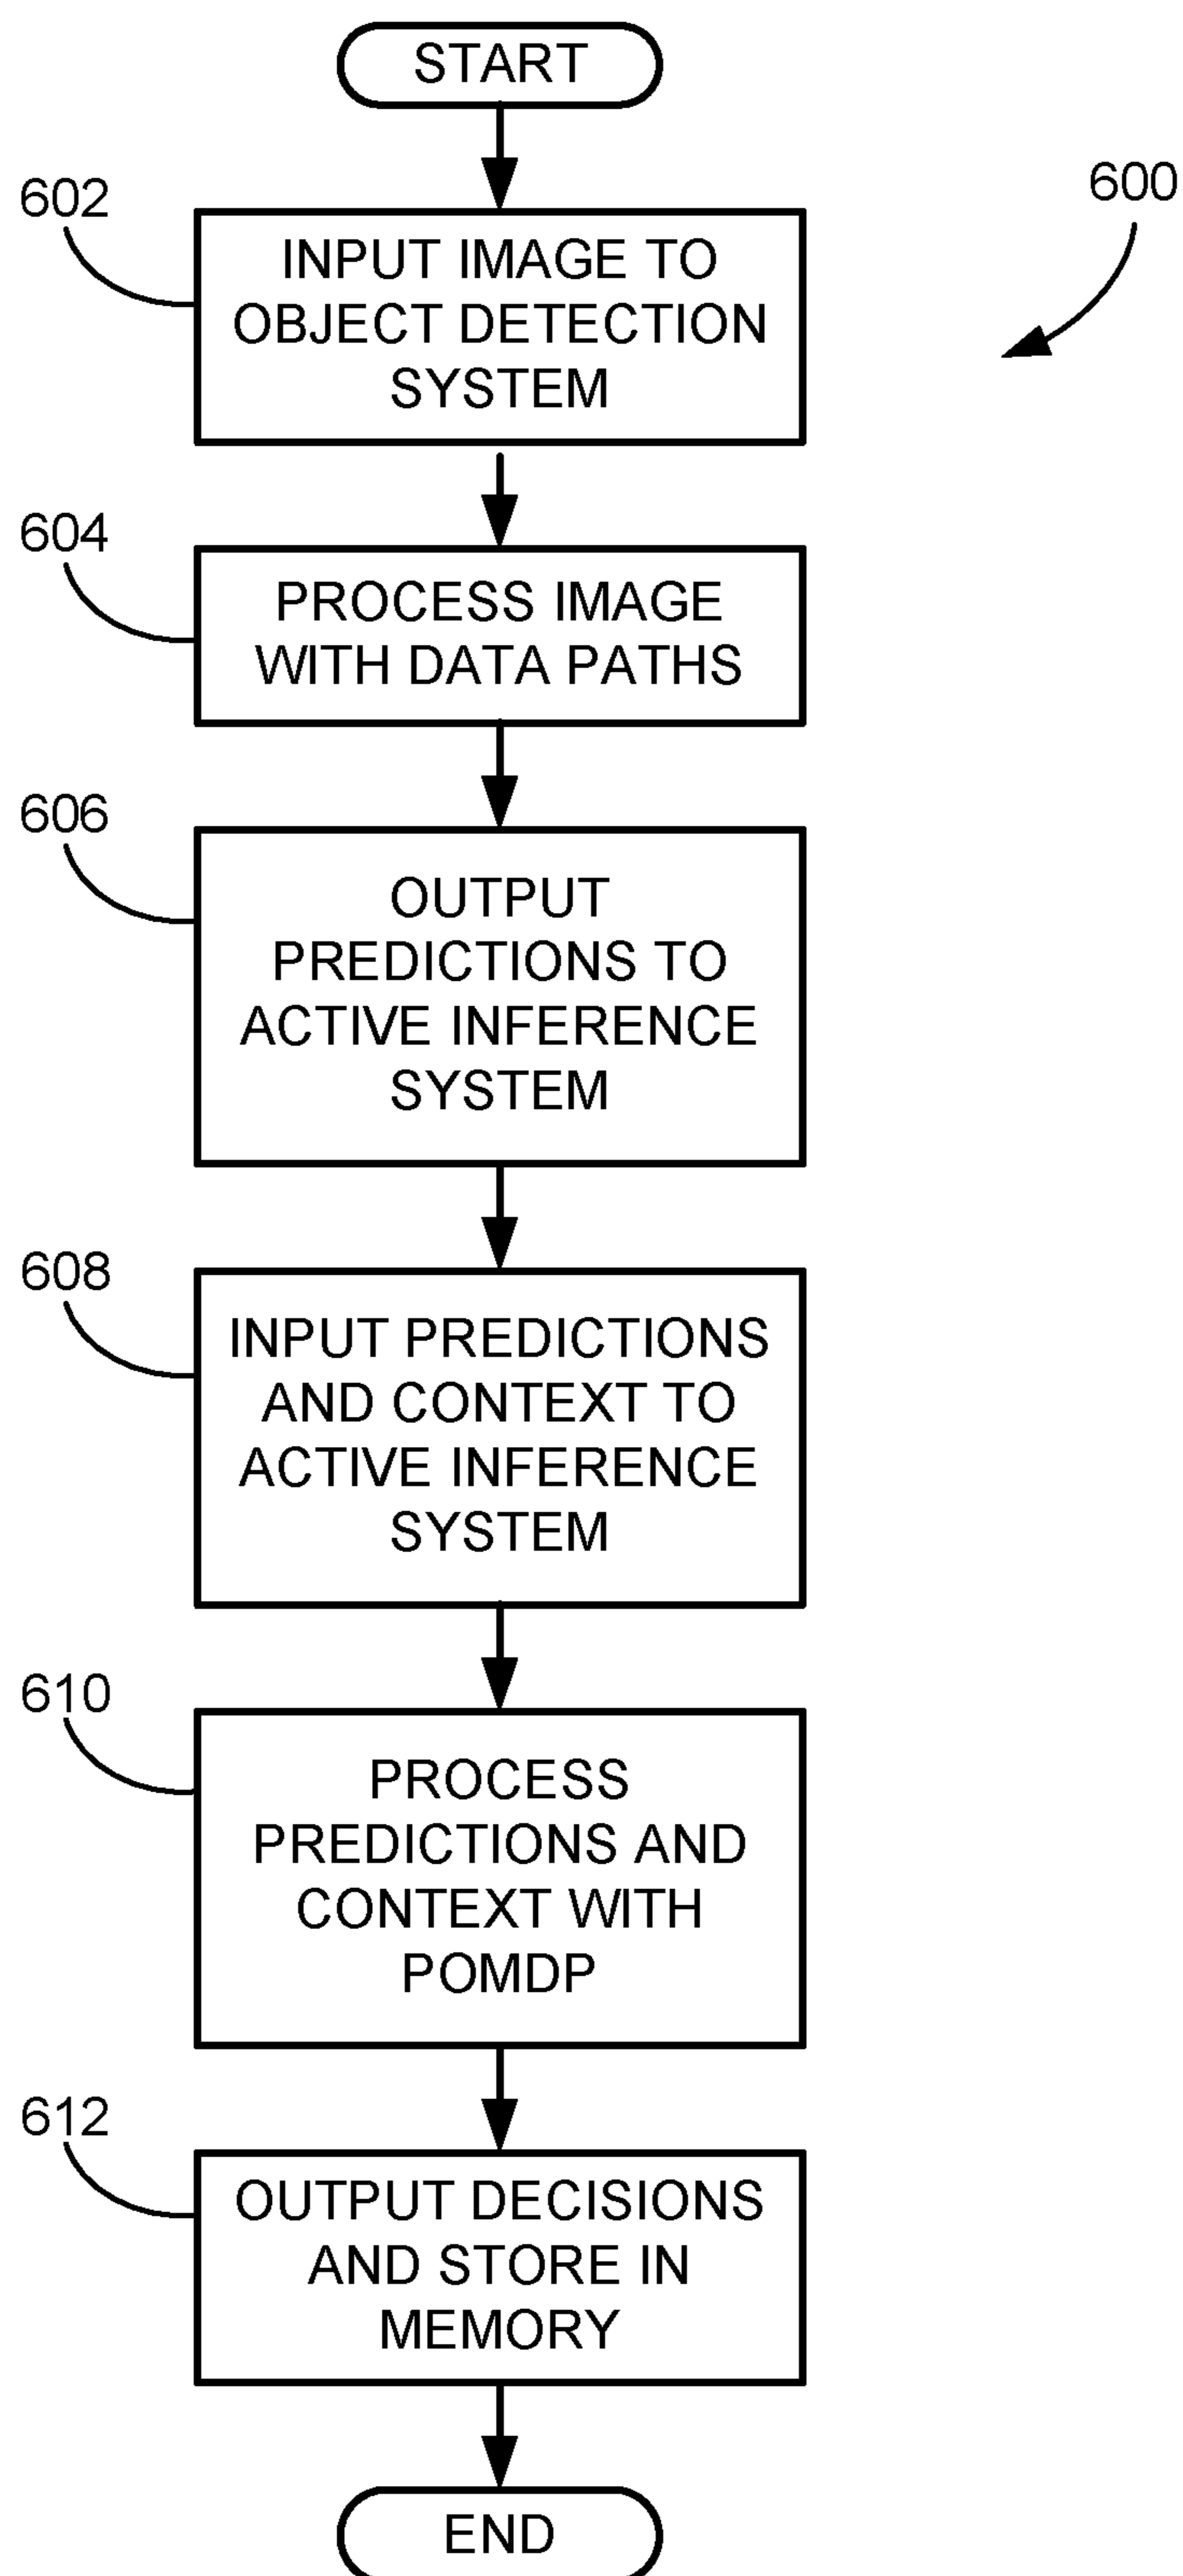 START
602
600
INPUT IMAGE TO
OBJECT DETECTION
SYSTEM
604
PROCESS IMAGE
WITH DATA PATHS
606
OUTPUT
PREDICTIONS TO
ACTIVE INFERENCE
SYSTEM
608
INPUT PREDICTIONS
AND CONTEXT TO
ACTIVE INFERENCE
SYSTEM
610
PROCESS
PREDICTIONS AND
CONTEXT WITH
POMDP
612
OUTPUT DECISIONS
AND STORE IN
MEMORY
END